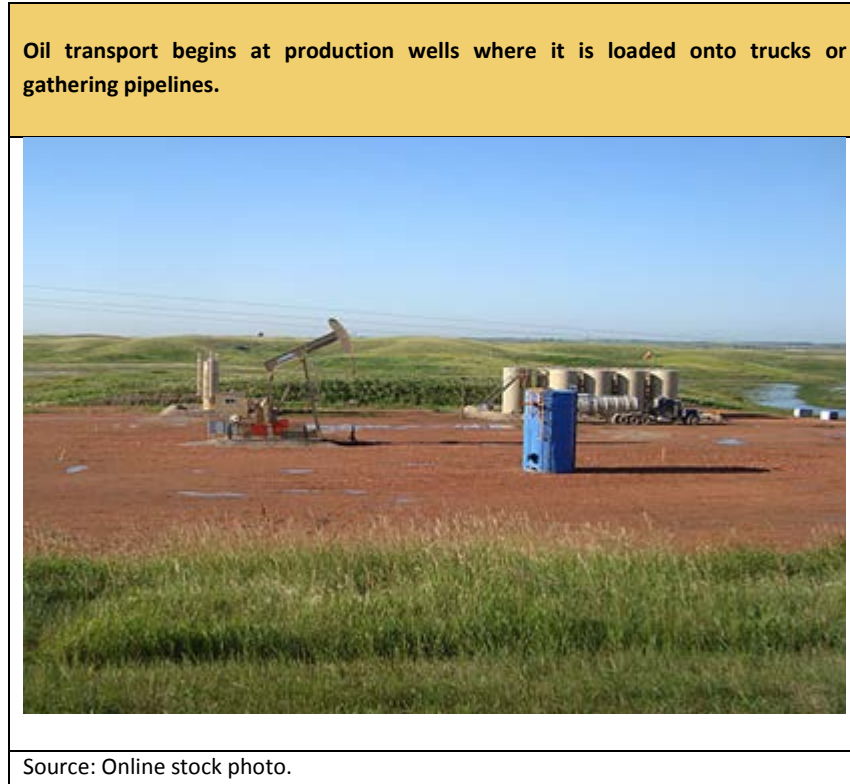 Oil transport begins at production wells where it is loaded onto trucks or
gathering pipelines.
Source: Online stock photo.